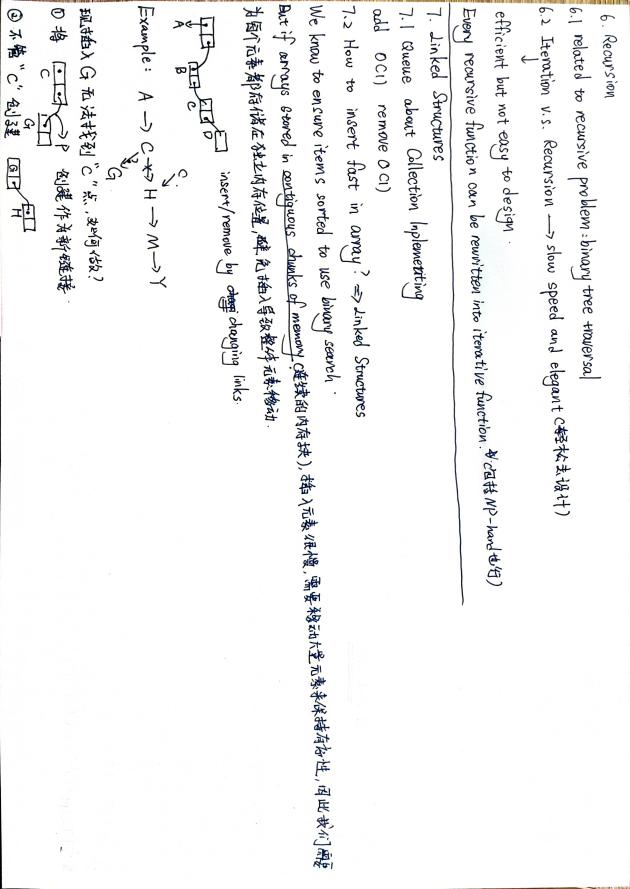 6. Recursion
6.1 related to recursive problem: binary tree traversal
6.2 Iteration v.s. Recursion → slow speed and elegant (轻松去设计)
↓
efficient but not easy to design.
Every recursive function can be rewritten into iterative function. (包括NP-hard也行)
7. Linked Structures
7.1 Queue about Collection Inplemetiting
add O(1) remove O(1)
7.2 How to insert fast in array? => Linked Structures
We know to ensure items sorted to use binary search.
But if arrays stored in contiguous chunks of memory (连续的内存块), 插入元素很慢, 需要移动大量元素来保持有序性, 因此我们需要
为每个元素都存储在独立内存位置, 避免插入导致整体元素移动.
A B C D
insert/remove by changing links.
Example: A → C → H → M → Y
G C.
现插入G 无法找到"C"点, 如何做?
① 将 C G P 创建作为新链接.
② 不管"C" 创建 G H